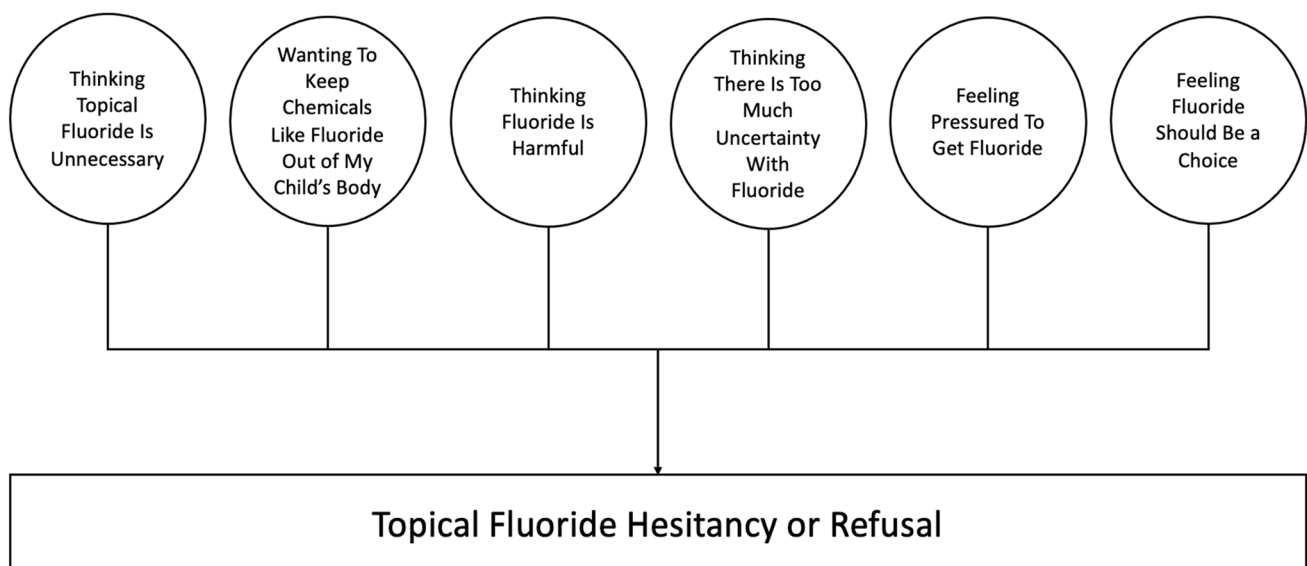 Thinking
Topical
Fluoride Is
Unnecessary
Wanting To
Keep
Chemicals
Like Fluoride
Out of My
Child’s Body
Thinking
Fluoride Is
Harmful
Thinking
There Is Too
Much
Uncertainty
With
Fluoride
Feeling
Pressured To
Get Fluoride
Feeling
Fluoride
Should Be a
Choice
Topical Fluoride Hesitancy or Refusal